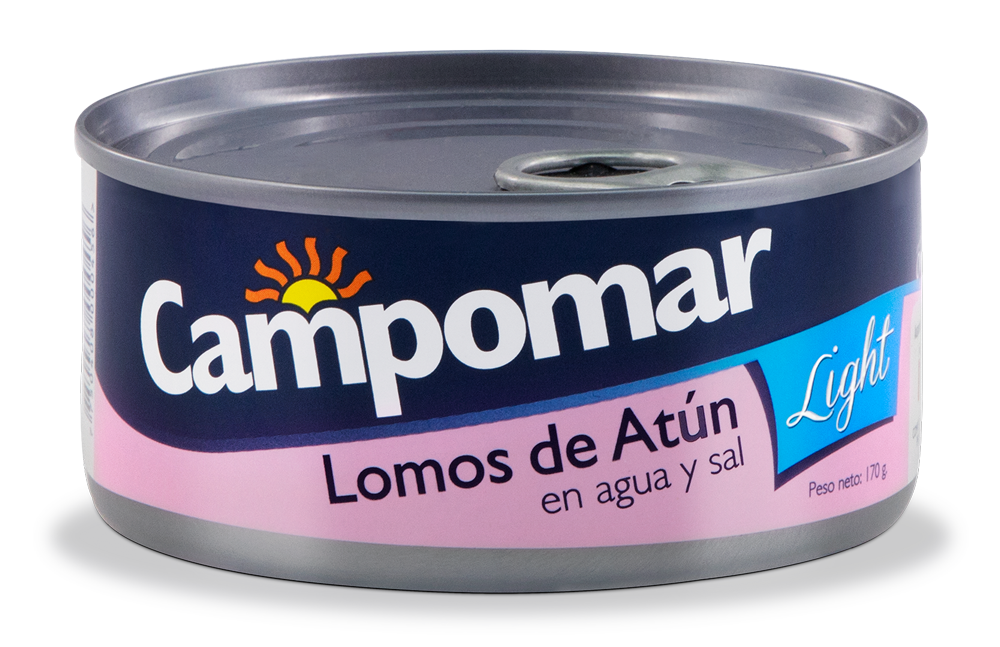 Campomar
Light
Lomos de Atún
en agua y sal
Peso neto: 170 g.